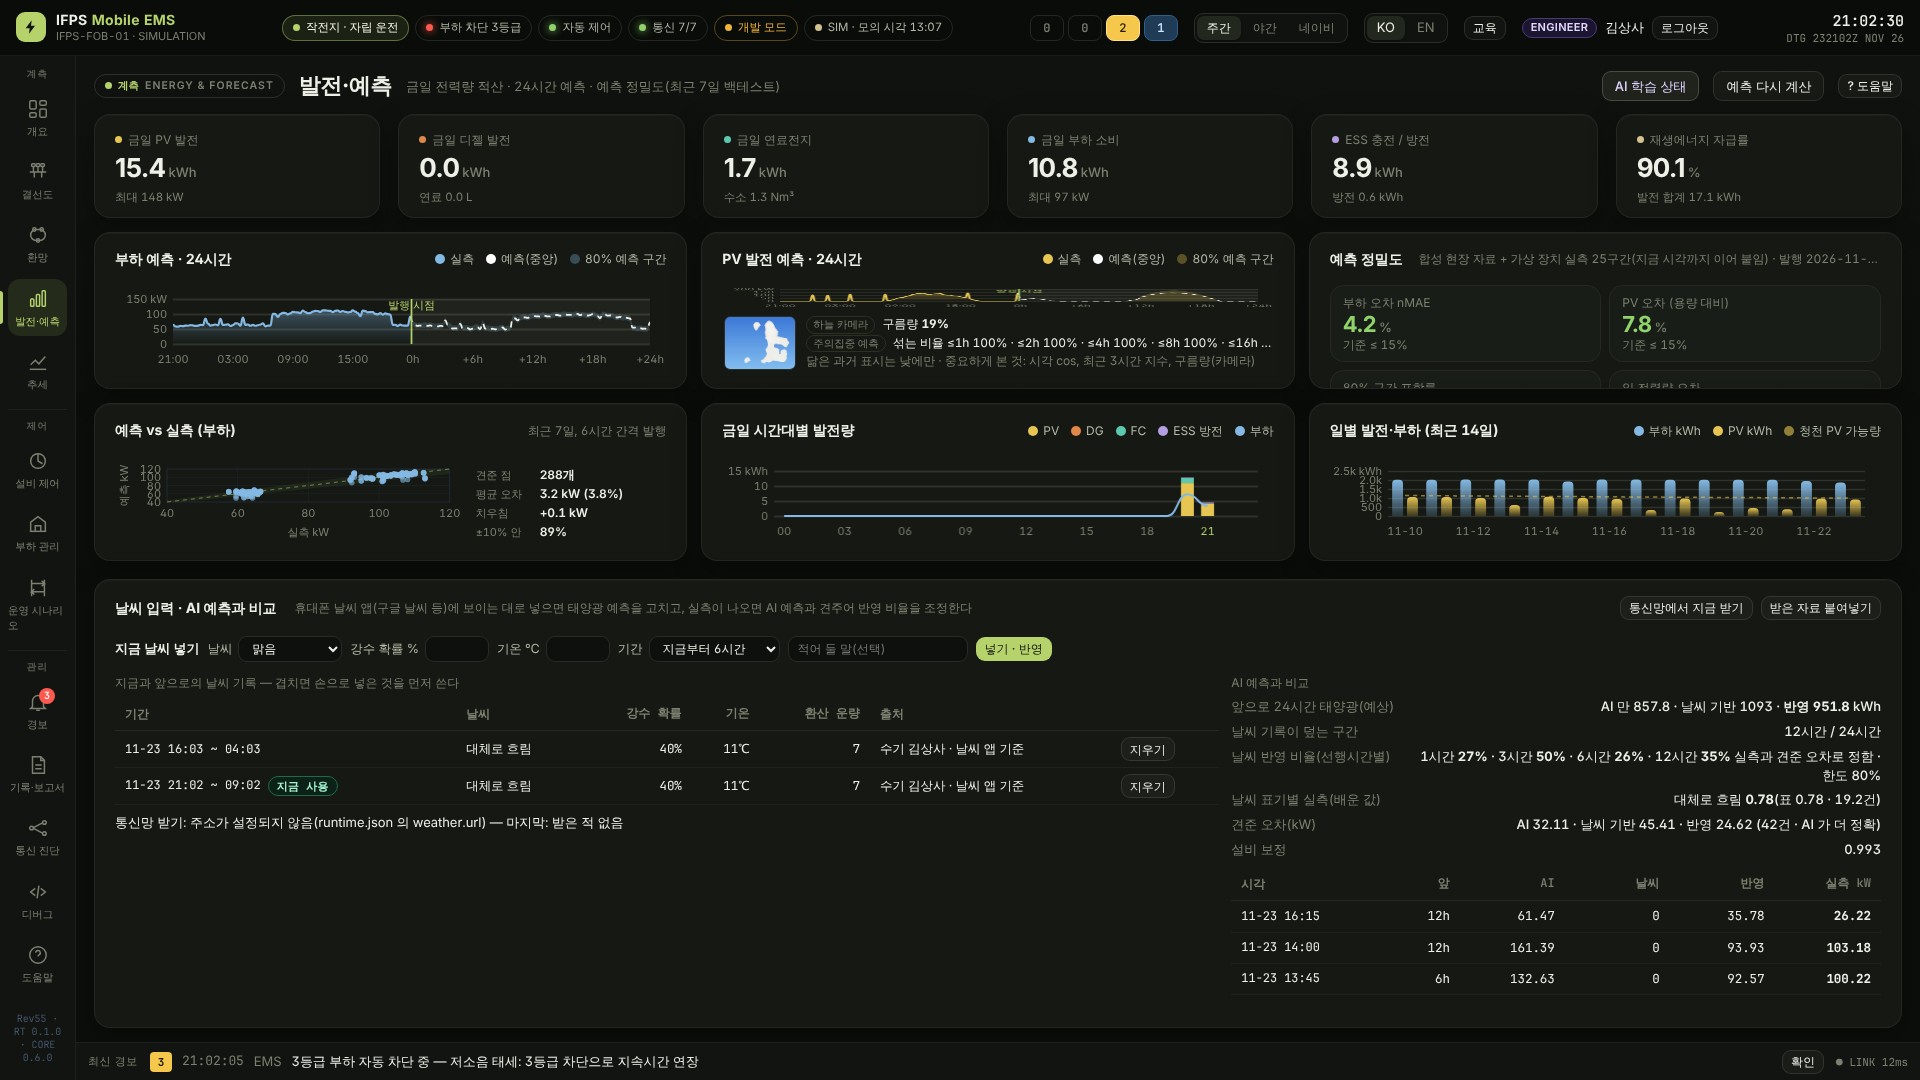 IFPS Mobile EMS
IFPS-FOB-01 · SIMULATION
작전지 · 자립 운전
부하 차단 3등급
자동 제어
통신 7/7
개발 모드
SIM · 모의 시각 13:07
0 0 2 1
주간 야간 네이비
KO EN
교육
ENGINEER 김상사 로그아웃
21:02:30
DTG 232102Z NOV 26
계측
개요
결선도
환망
발전·예측
추세
제어
설비 제어
부하 관리
운영 시나리오
관리
3
경보
기록·보고서
통신 진단
디버그
도움말
Rev55 ·
RT 0.1.0
· CORE
0.6.0
계측 ENERGY & FORECAST
발전·예측
금일 전력량 적산 · 24시간 예측 · 예측 정밀도(최근 7일 백테스트)
AI 학습 상태
예측 다시 계산
? 도움말
금일 PV 발전
15.4 kWh
최대 148 kW
금일 디젤 발전
0.0 kWh
연료 0.0 L
금일 연료전지
1.7 kWh
수소 1.3 Nm³
금일 부하 소비
10.8 kWh
최대 97 kW
ESS 충전 / 방전
8.9 kWh
방전 0.6 kWh
재생에너지 자급률
90.1 %
발전 합계 17.1 kWh
부하 예측 · 24시간
실측 예측(중앙) 80% 예측 구간
발행 시점
150 kW
100
50
0
21:00 03:00 09:00 15:00 0h +6h +12h +18h +24h
PV 발전 예측 · 24시간
실측 예측(중앙) 80% 예측 구간
하늘 카메라 구름량 19%
주의집중 예측 섞는 비율 ≤1h 100% · ≤2h 100% · ≤4h 100% · ≤8h 100% · ≤16h ...
닮은 과거 표시는 낮에만 · 중요하게 본 것: 시각 cos, 최근 3시간 지수, 구름량(카메라)
예측 정밀도
합성 현장 자료 + 가상 장치 실측 25구간(지금 시각까지 이어 붙임) · 발행 2026-11-...
부하 오차 nMAE
4.2 %
기준 ≤ 15%
PV 오차 (용량 대비)
7.8 %
기준 ≤ 15%
예측 vs 실측 (부하)
최근 7일, 6시간 간격 발행
예측 kW
120
100
80
60
40
40 60 80 100 120
실측 kW
견준 점 288개
평균 오차 3.2 kW (3.8%)
치우침 +0.1 kW
±10% 안 89%
금일 시간대별 발전량
PV DG FC ESS 방전 부하
15 kWh
10
5
0
00 03 06 09 12 15 18 21
일별 발전·부하 (최근 14일)
부하 kWh PV kWh 청천 PV 가능량
2.5k kWh
2.0k
1.5k
1.0k
500
0
11-10 11-12 11-14 11-16 11-18 11-20 11-22
날씨 입력 · AI 예측과 비교
휴대폰 날씨 앱(구글 날씨 등)에 보이는 대로 넣으면 태양광 예측을 고치고, 실측이 나오면 AI 예측과 견주어 반영 비율을 조정한다
통신망에서 지금 받기
받은 자료 붙여넣기
지금 날씨 넣기 날씨 맑음 강수 확률 % 기온 ℃ 기간 지금부터 6시간 적어 둘 말(선택) 넣기 · 반영
지금과 앞으로의 날씨 기록 — 겹치면 손으로 넣은 것을 먼저 쓴다
기간 날씨 강수 확률 기온 환산 운량 출처
11-23 16:03 ~ 04:03 대체로 흐림 40% 11℃ 7 수기 김상사 · 날씨 앱 기준 지우기
11-23 21:02 ~ 09:02 지금 사용 대체로 흐림 40% 11℃ 7 수기 김상사 · 날씨 앱 기준 지우기
통신망 받기: 주소가 설정되지 않음(runtime.json 의 weather.url) — 마지막: 받은 적 없음
AI 예측과 비교
앞으로 24시간 태양광(예상) AI 만 857.8 · 날씨 기반 1093 · 반영 951.8 kWh
날씨 기록이 덮는 구간 12시간 / 24시간
날씨 반영 비율(선행시간별) 1시간 27% · 3시간 50% · 6시간 26% · 12시간 35% 실측과 견준 오차로 정함 ·
한도 80%
날씨 표기별 실측(배운 값) 대체로 흐림 0.78(표 0.78 · 19.2건)
견준 오차(kW) AI 32.11 · 날씨 기반 45.41 · 반영 24.62 (42건 · AI 가 더 정확)
설비 보정 0.993
시각 앞 AI 날씨 반영 실측 kW
11-23 16:15 12h 61.47 0 35.78 26.22
11-23 14:00 12h 161.39 0 93.93 103.18
11-23 13:45 6h 132.63 0 92.57 100.22
최신 경보 3 21:02:05 EMS 3등급 부하 자동 차단 중 — 저소음 태세: 3등급 차단으로 지속시간 연장
확인
LINK 12ms